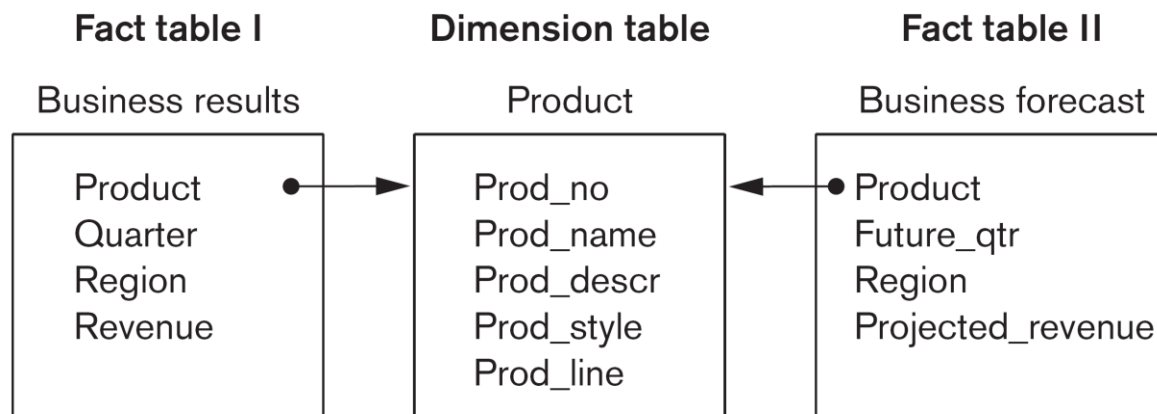 Fact table I
Business results
Product
Quarter
Region
Revenue
Dimension table
Product
Prod_no
Prod_name
Prod_descr
Prod_style
Prod_line
Fact table II
Business forecast
Product
Future_qtr
Region
Projected_revenue